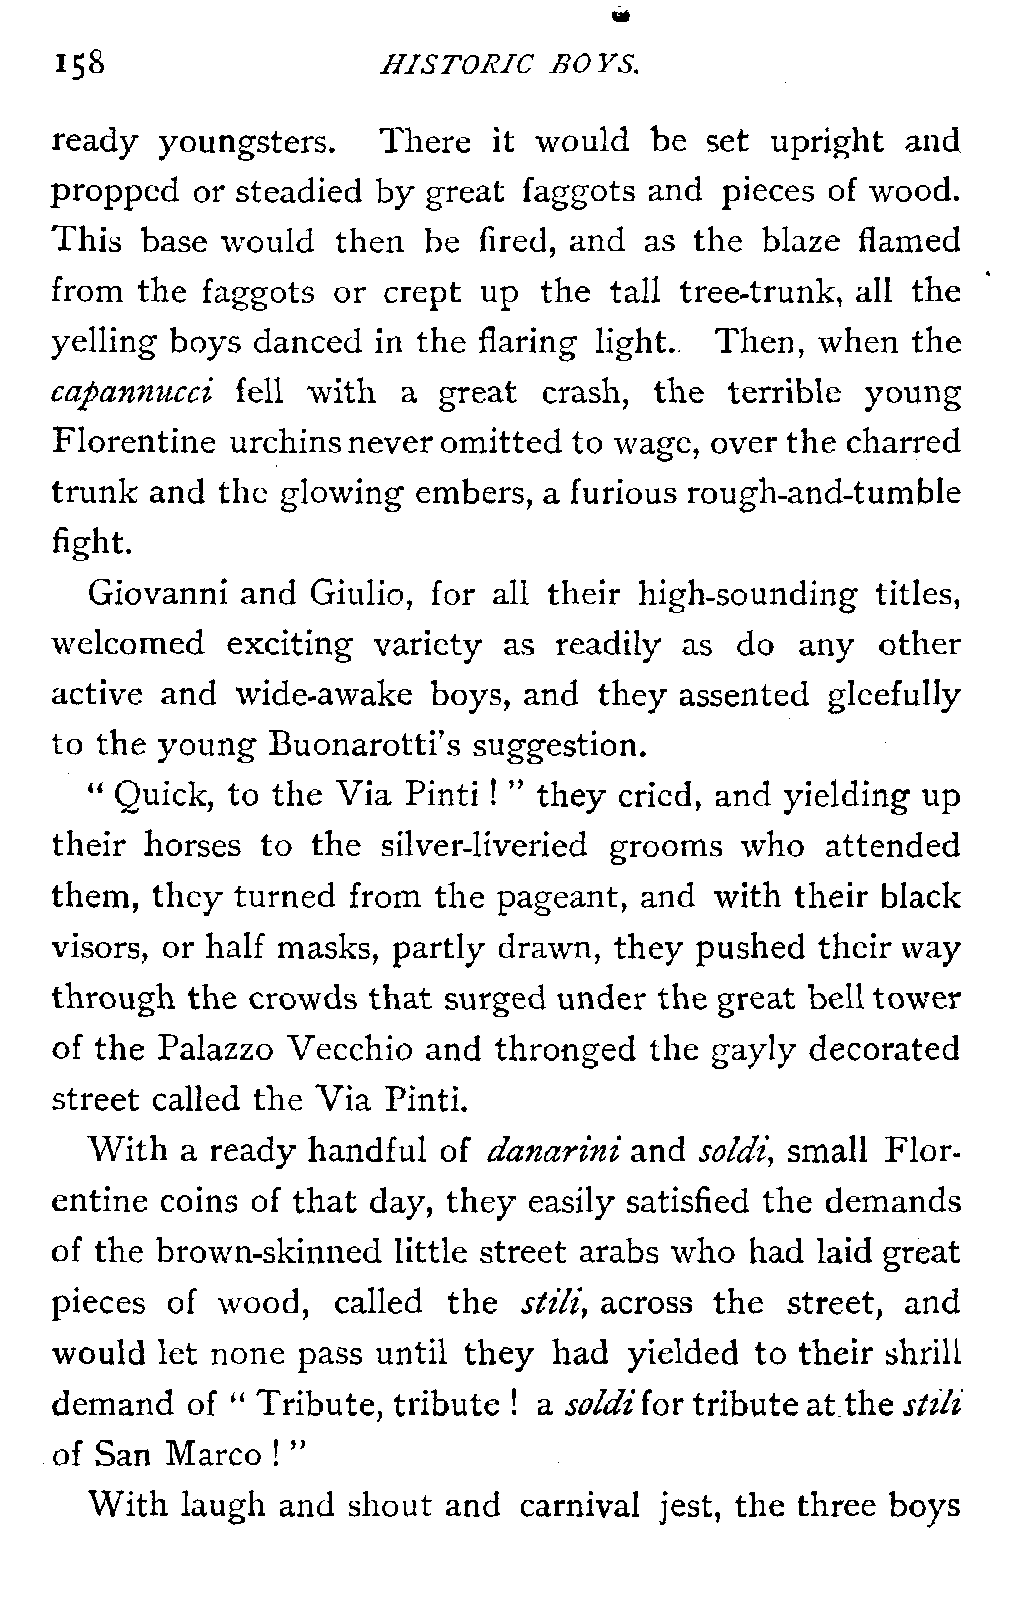 158 HISTORIC BOYS.
ready youngsters. There it would be set upright and
propped or steadied by great faggots and pieces of wood.
This base would then be fired, and as the blaze flamed
from the faggots or crept up the tall tree-trunk, all the
yelling boys danced in the flaring light. Then, when the
capannucci fell with a great crash, the terrible young
Florentine urchins never omitted to wage, over the charred
trunk and the glowing embers, a furious rough-and-tumble
fight.
Giovanni and Giulio, for all their high-sounding titles,
welcomed exciting variety as readily as do any other
active and wide-awake boys, and they assented gleefully
to the young Buonarotti's suggestion.
" Quick, to the Via Pinti ! " they cried, and yielding up
their horses to the silver-liveried grooms who attended
them, they turned from the pageant, and with their black
visors, or half masks, partly drawn, they pushed their way
through the crowds that surged under the great bell tower
of the Palazzo Vecchio and thronged the gayly decorated
street called the Via Pinti.
With a ready handful of danarini and soldi, small Flor-
entine coins of that day, they easily satisfied the demands
of the brown-skinned little street arabs who had laid great
pieces of wood, called the stili, across the street, and
would let none pass until they had yielded to their shrill
demand of " Tribute, tribute ! a soldi for tribute at the stili
of San Marco ! "
With laugh and shout and carnival jest, the three boys